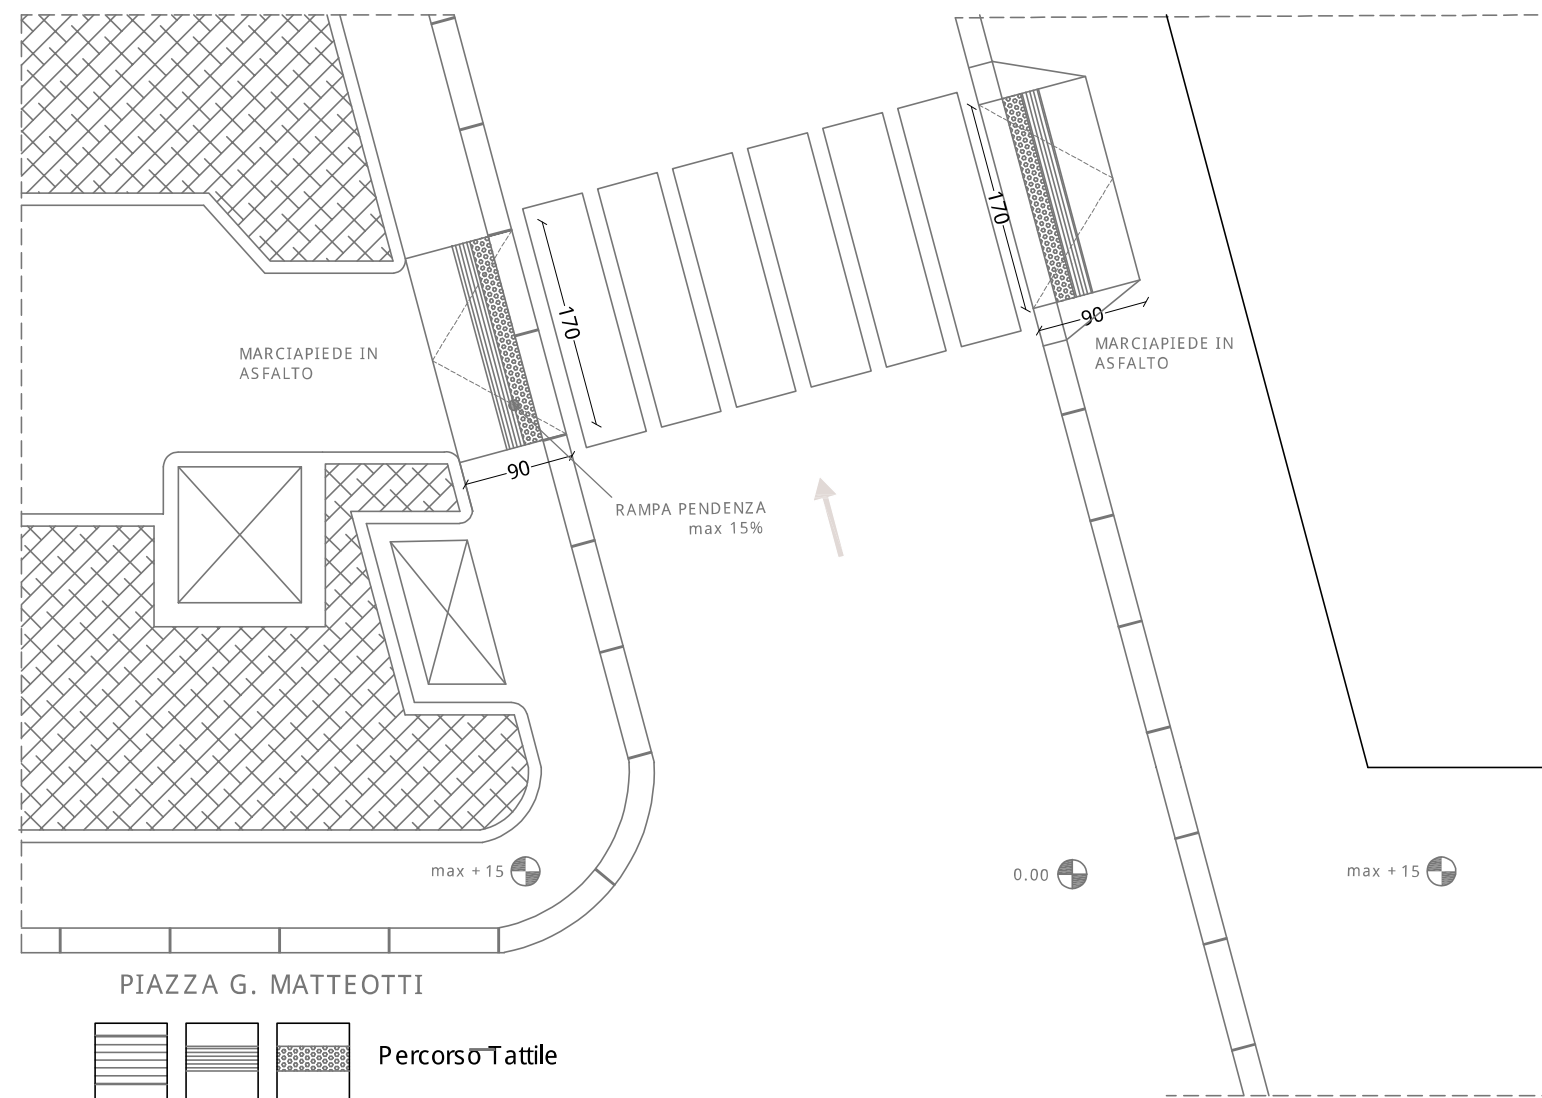 170
170
90
MARCIAPIEDE IN
ASFALTO
MARCIAPIEDE IN
ASFALTO
90
RAMPA PENDENZA
max 15%
max +15
0.00
max +15
PIAZZA G. MATTEOTTI
Percorso Tattile